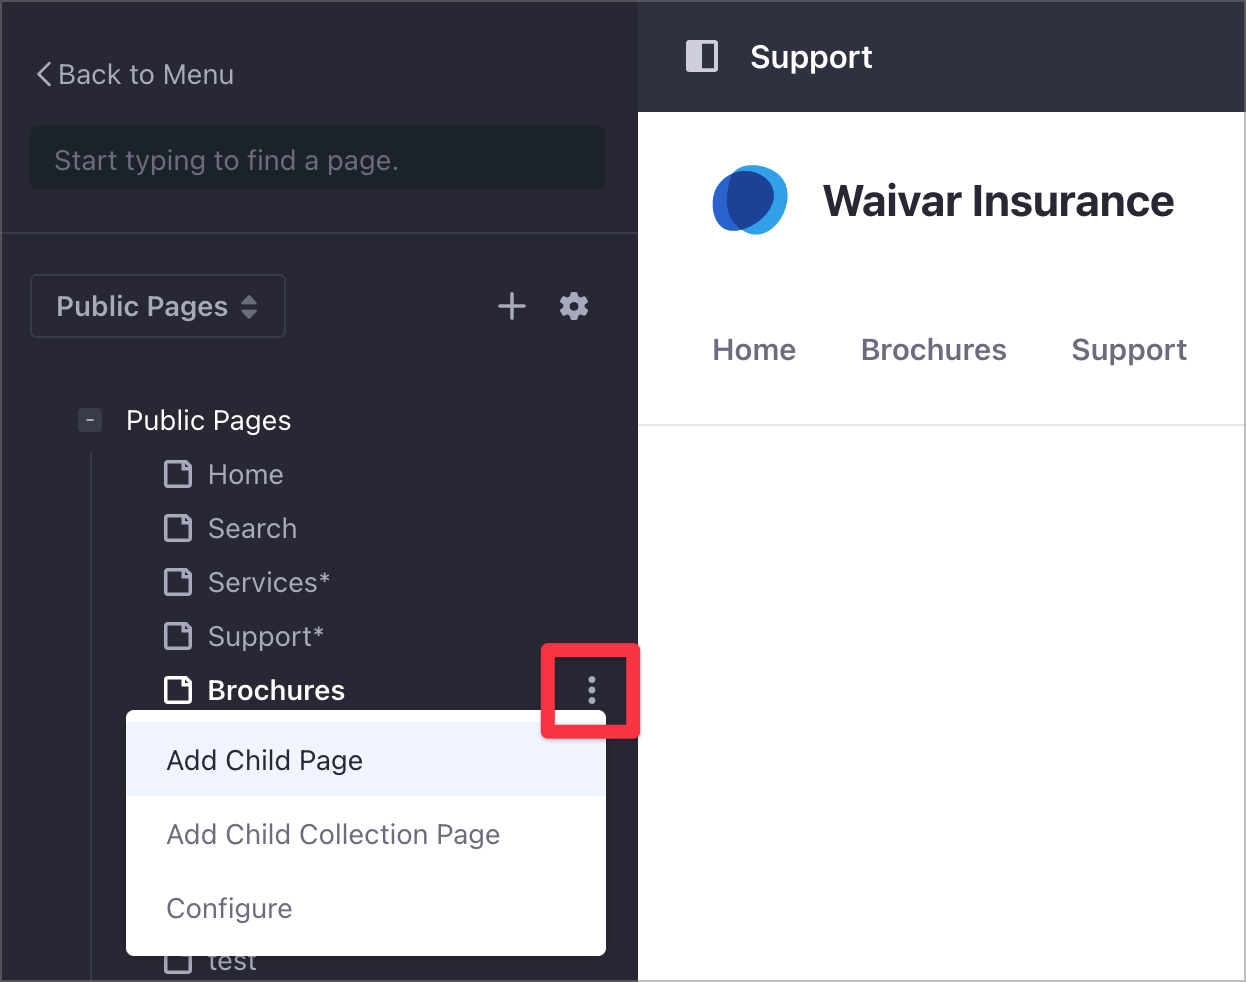 Back to Menu
Start typing to find a page.
Public Pages
Public Pages
Home
Search
Services*
Support*
Brochures
Add Child Page
Add Child Collection Page
Configure
test
Support
Waivar Insurance
Home Brochures Support